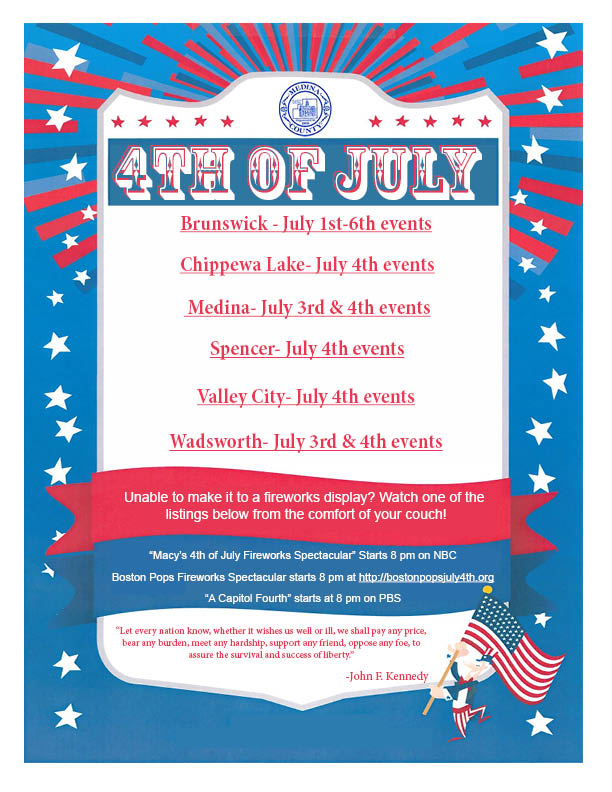 MEDINA
COUNTY
4TH OF JULY
Brunswick - July 1st-6th events
Chippewa Lake- July 4th events
Medina- July 3rd & 4th events
Spencer- July 4th events
Valley City- July 4th events
Wadsworth- July 3rd & 4th events
Unable to make it to a fireworks display? Watch one of the
listings below from the comfort of your couch!
“Macy’s 4th of July Fireworks Spectacular” Starts 8 pm on NBC
Boston Pops Fireworks Spectacular starts 8 pm at http://bostonpopsjuly4th.org
“A Capitol Fourth” starts at 8 pm on PBS
“Let every nation know, whether it wishes us well or ill, we shall pay any price,
bear any burden, meet any hardship, support any friend, oppose any foe, to
assure the survival and success of liberty.”
-John F. Kennedy